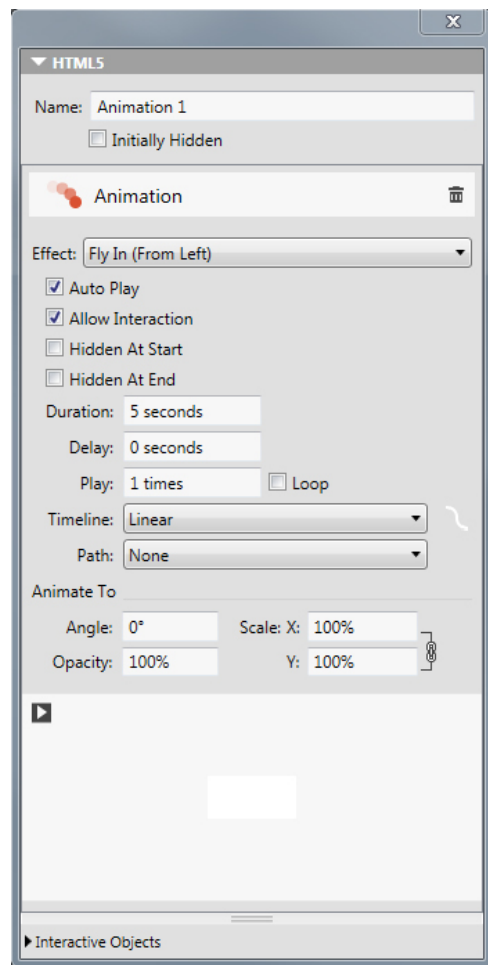 HTML5
Name: Animation 1
Initially Hidden
Animation
Effect: Fly In (From Left)
Auto Play
Allow Interaction
Hidden At Start
Hidden At End
Duration: 5 seconds
Delay: 0 seconds
Play: 1 times Loop
Timeline: Linear
Path: None
Animate To
Angle: 0° Scale: X: 100%
Opacity: 100% Y: 100%
Interactive Objects